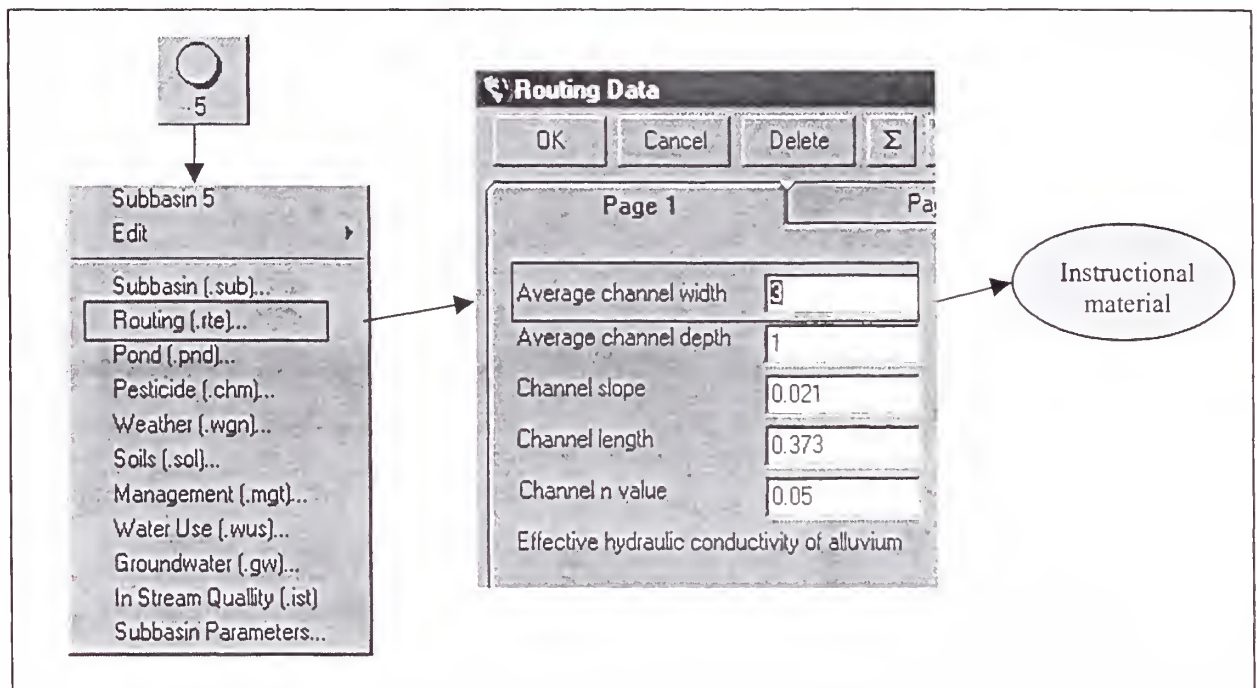 5
Subbasin 5
Edit
Subbasin (.sub)...
Routing (.rte)...
Pond (.pnd)...
Pesticide (.chm)...
Weather (.wgn)...
Soils (.sol)...
Management (.mgt)...
Water Use (.wus)...
Groundwater (.gw)...
In Stream Quallity (.ist)
Subbasin Parameters...
Routing Data
OK Cancel Delete Σ
Page 1
Average channel width 3
Average channel depth 1
Channel slope 0.021
Channel length 0.373
Channel n value 0.05
Effective hydraulic conductivity of alluvium
Instructional
material